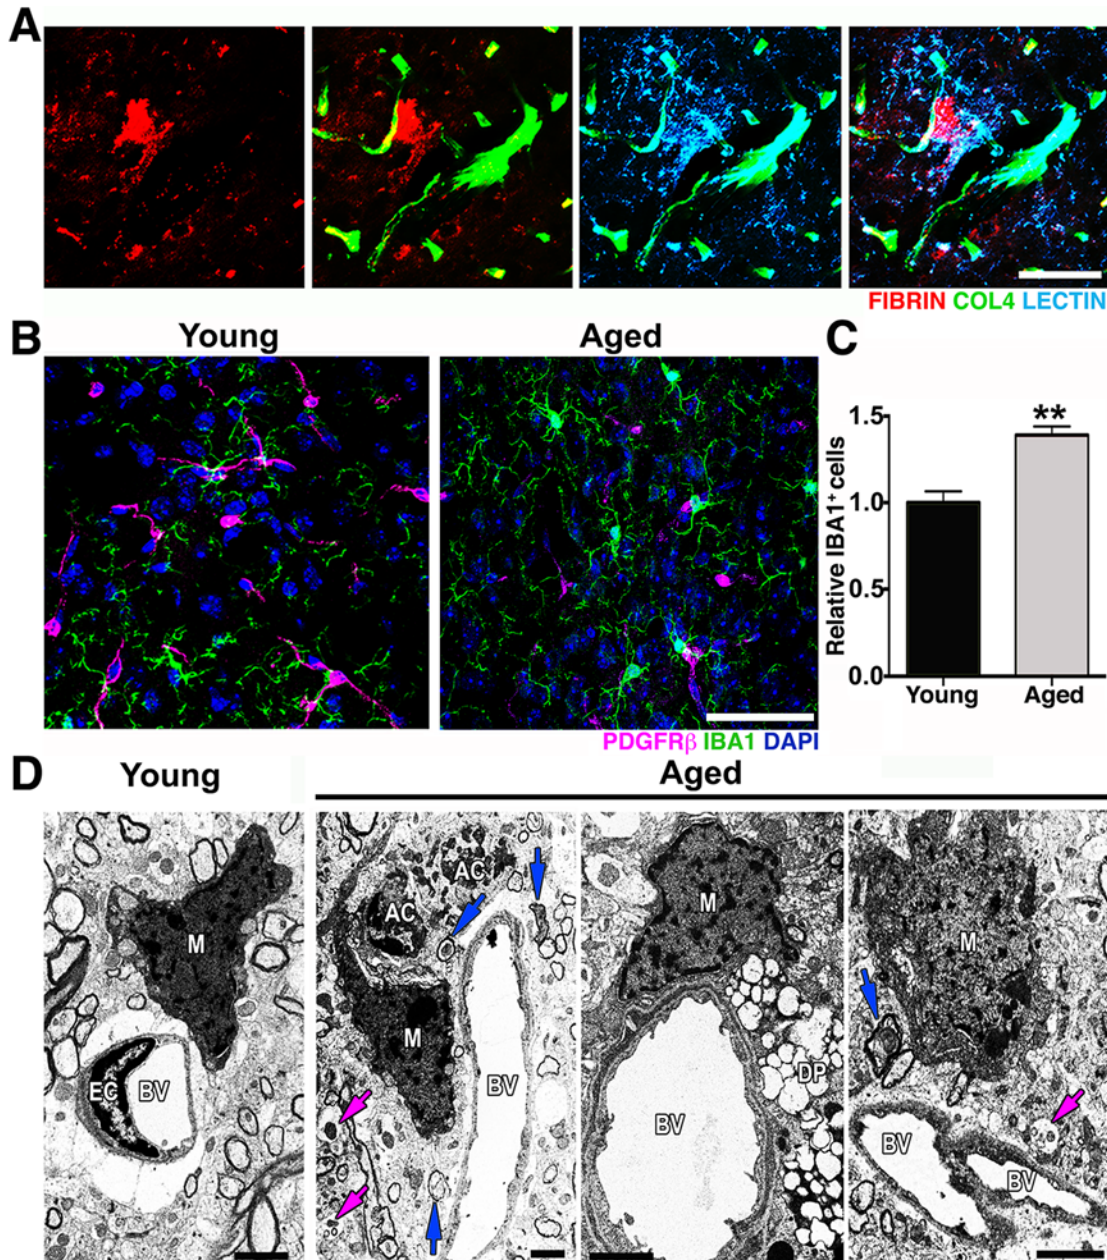 A
FIBRIN COL4 LECTIN
B
Young
Aged
PDGFRβ IBA1 DAPI
C
Relative IBA1⁺ cells
1.5
1.0
0.5
0.0
**
Young
Aged
D
Young
Aged
M
EC
BV
AC
AC
M
BV
M
DP
BV
M
BV
BV